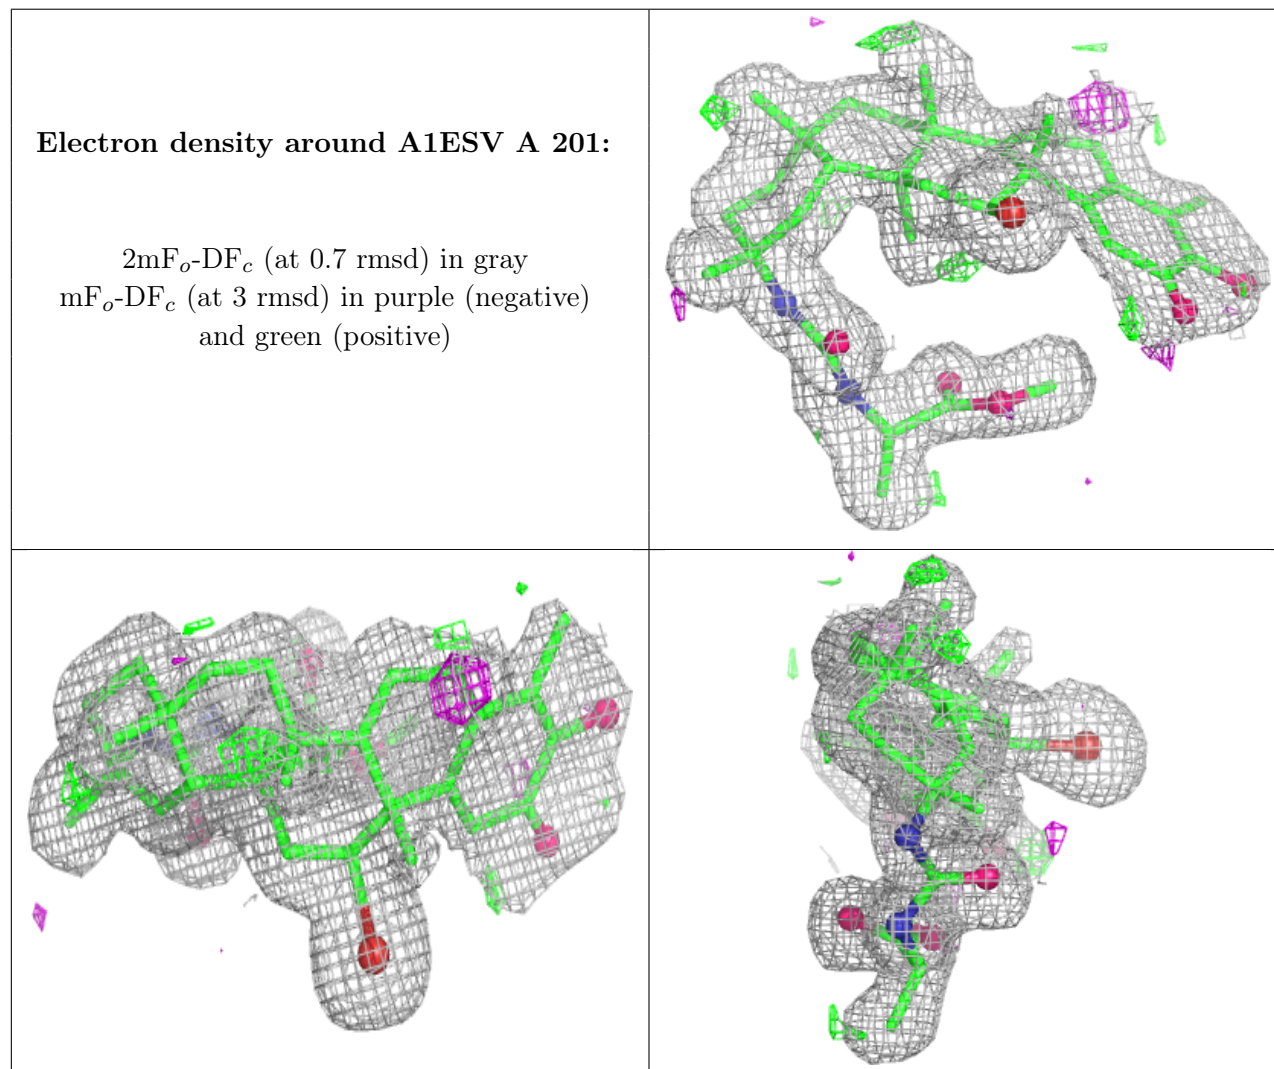 Electron density around A1ESV A 201:
2mFo-DFc (at 0.7 rmsd) in gray
mFo-DFc (at 3 rmsd) in purple (negative)
and green (positive)